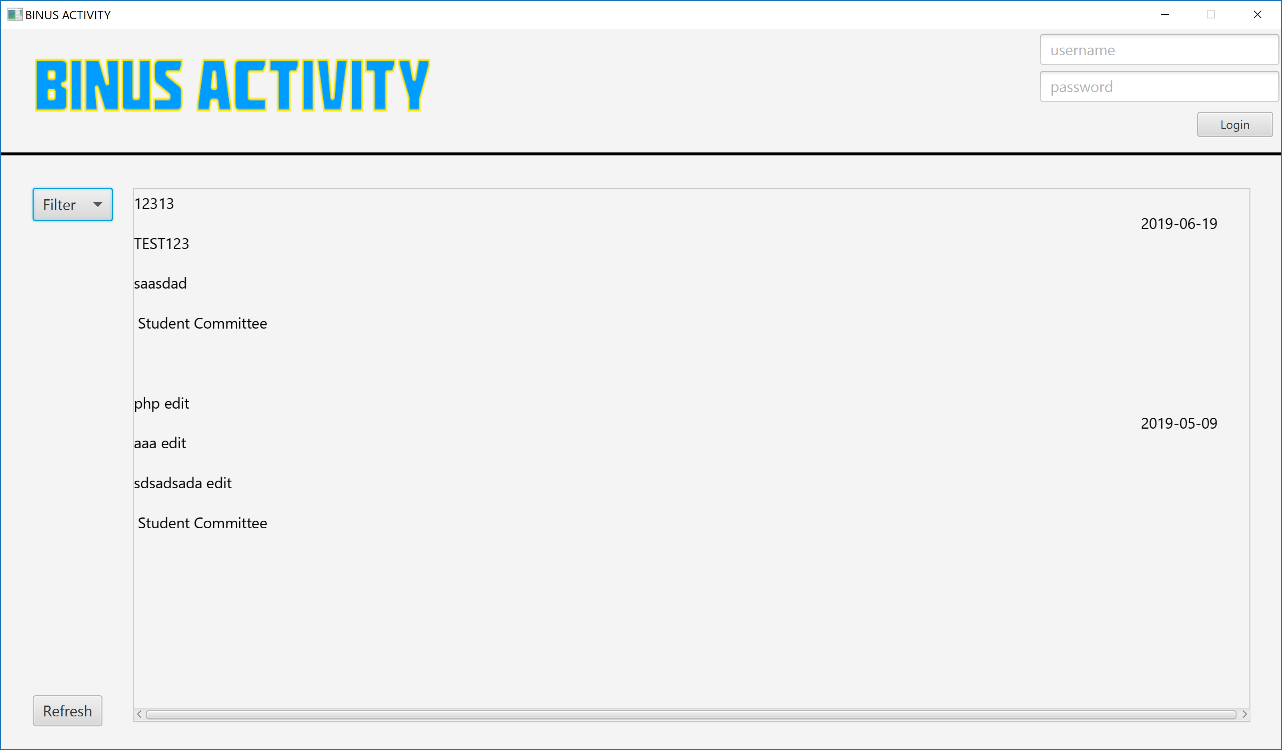 BINUS ACTIVITY
BINUS ACTIVITY
username
password
Login
Filter
12313
2019-06-19
TEST123
saasdad
Student Committee
php edit
2019-05-09
aaa edit
sdsadsada edit
Student Committee
Refresh